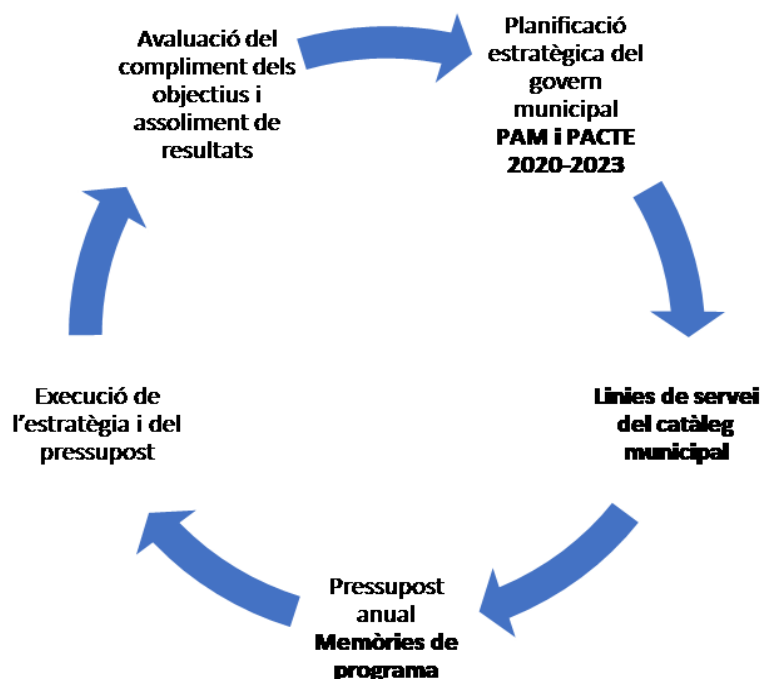 Planificació
estratègica del
govern
municipal
PAM i PACTE
2020-2023
Linies de servei
del catàleg
municipal
Pressupost
anual
Memòries de
programa
Execució de
l'estratègia i del
pressupost
Avaluació del
compliment dels
objectius i
assoliment de
resultats